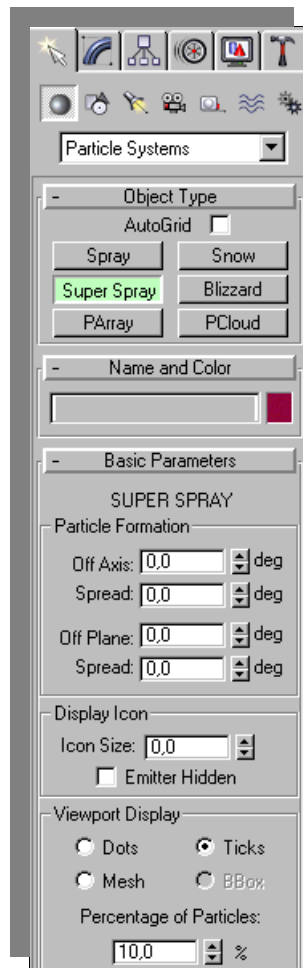 Particle Systems
- Object Type
AutoGrid
Spray Snow
Super Spray Blizzard
PArray PCloud
- Name and Color
- Basic Parameters
SUPER SPRAY
Particle Formation
Off Axis: 0,0 deg
Spread: 0,0 deg
Off Plane: 0,0 deg
Spread: 0,0 deg
Display Icon
Icon Size: 0,0
Emitter Hidden
Viewport Display
Dots Ticks
Mesh BBox
Percentage of Particles:
10,0 %